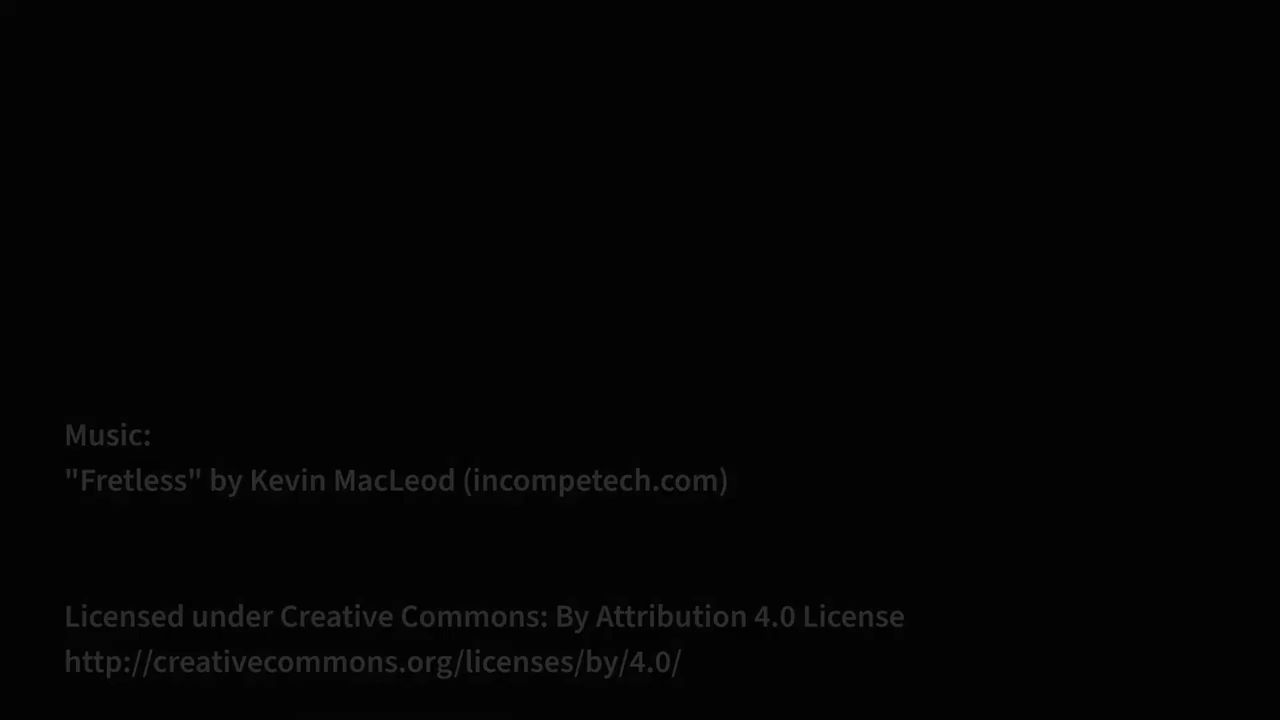 Music:
"Fretless" by Kevin MacLeod (incompetech.com)
Licensed under Creative Commons: By Attribution 4.0 License
http://creativecommons.org/licenses/by/4.0/